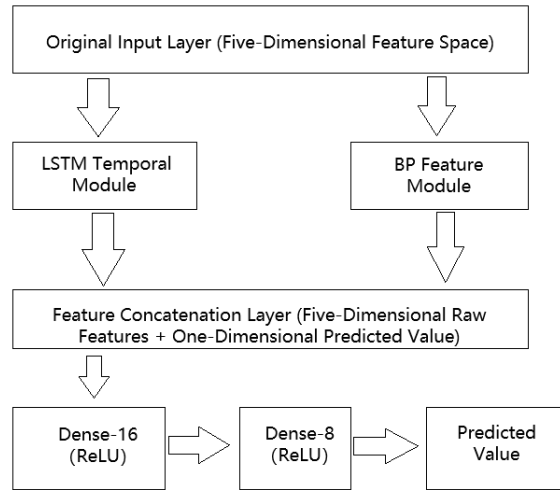 Original Input Layer (Five-Dimensional Feature Space)
LSTM Temporal
Module
BP Feature
Module
Feature Concatenation Layer (Five-Dimensional Raw
Features + One-Dimensional Predicted Value)
Dense-16
(ReLU)
Dense-8
(ReLU)
Predicted
Value